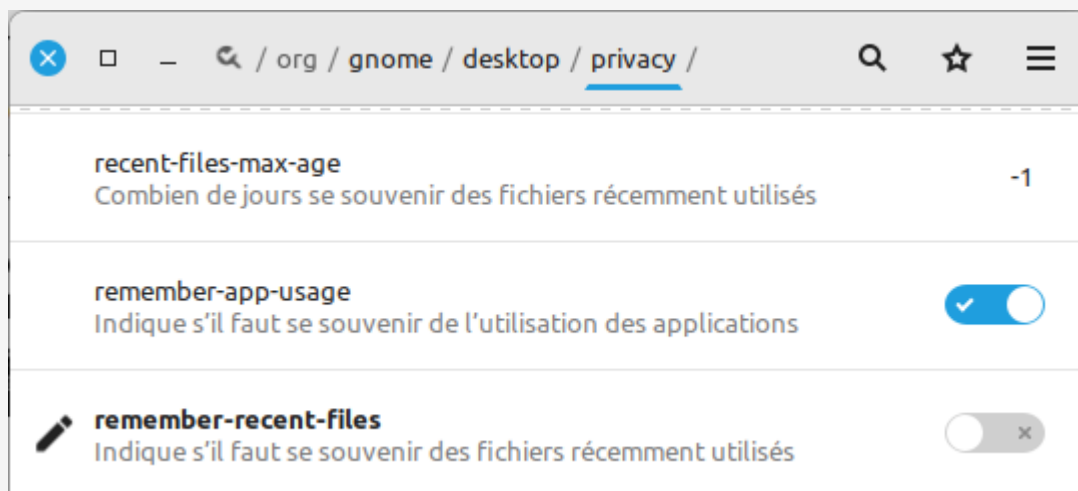 / org / gnome / desktop / privacy /
recent-files-max-age
Combien de jours se souvenir des fichiers récemment utilisés
-1
remember-app-usage
Indique s’il faut se souvenir de l’utilisation des applications
remember-recent-files
Indique s’il faut se souvenir des fichiers récemment utilisés